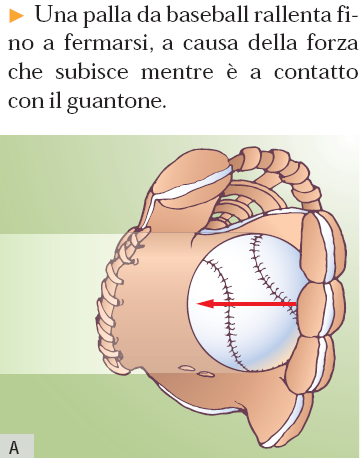 ► Una palla da baseball rallenta fi-
no a fermarsi, a causa della forza
che subisce mentre è a contatto
con il guantone.
A